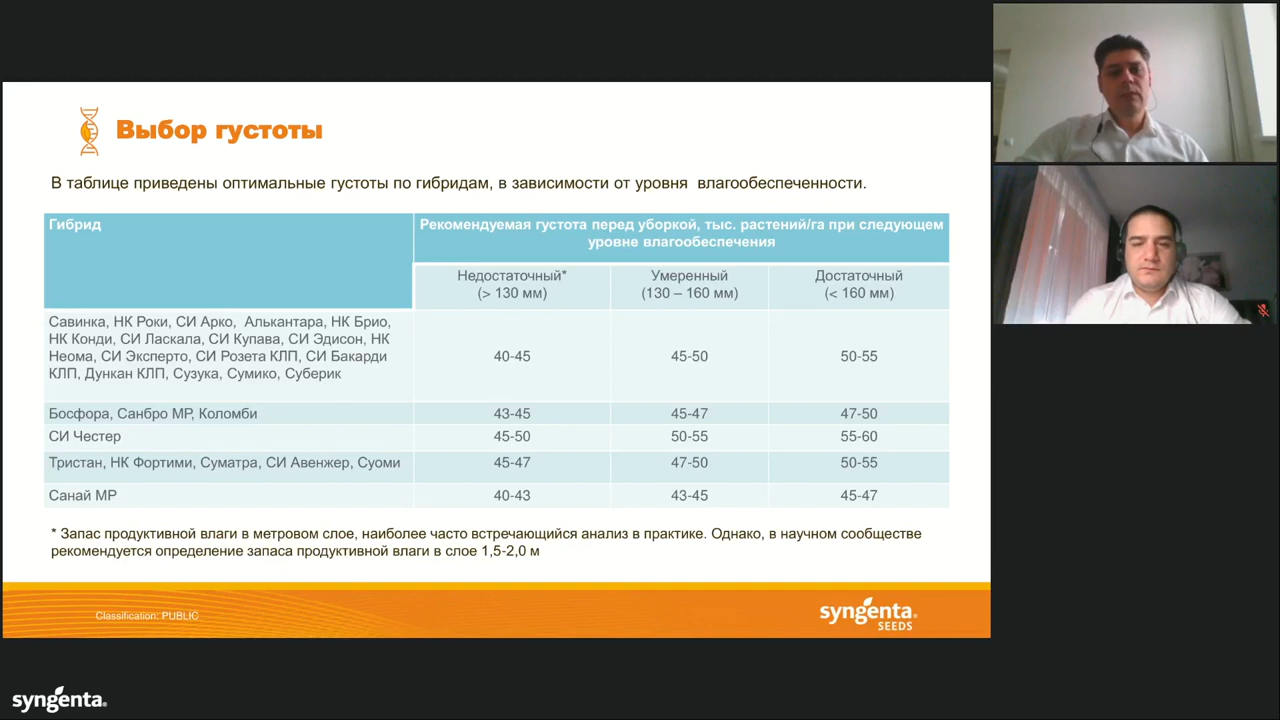 Выбор густоты
В таблице приведены оптимальные густоты по гибридам, в зависимости от уровня влагообеспеченности.
Гибрид
Рекомендуемая густота перед уборкой, тыс. растений/га при следующем
уровне влагообеспечения
Недостаточный*
(> 130 мм)
Умеренный
(130 – 160 мм)
Достаточный
(< 160 мм)
Савинка, НК Роки, СИ Арко, Алькантара, НК Брио,
НК Конди, СИ Ласкала, СИ Купава, СИ Эдисон, НК
Неома, СИ Эксперто, СИ Розета КЛП, СИ Бакарди
КЛП, Дункан КЛП, Сузука, Сумико, Суберик
40-45
45-50
50-55
Босфора, Санбро МР, Коломби
43-45
45-47
47-50
СИ Честер
45-50
50-55
55-60
Тристан, НК Фортими, Суматра, СИ Авенжер, Суоми
45-47
47-50
50-55
Санай МР
40-43
43-45
45-47
* Запас продуктивной влаги в метровом слое, наиболее часто встречающийся анализ в практике. Однако, в научном сообществе
рекомендуется определение запаса продуктивной влаги в слое 1,5-2,0 м
Classification: PUBLIC
syngenta®
SEEDS
syngenta®